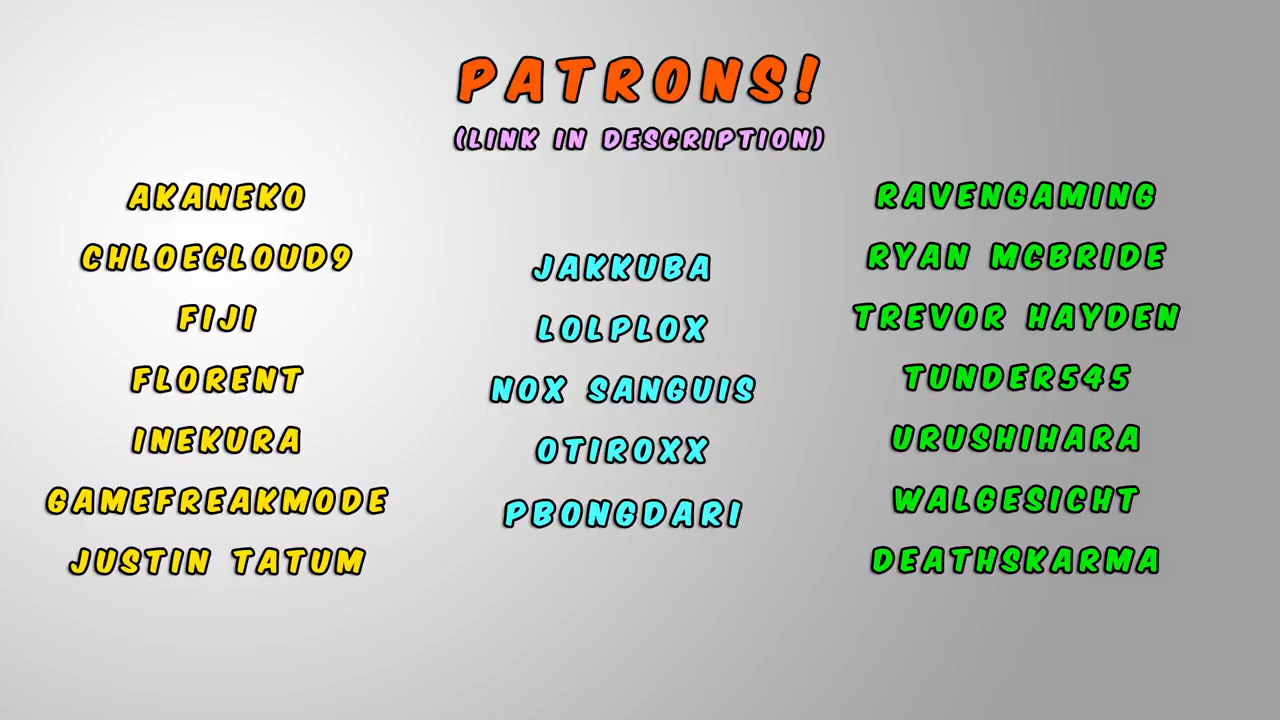 PATRONS!
(LINK IN DESCRIPTION)
AKANEKO
CHLOECLOUD9
FIJI
FLORENT
INEKURA
GAMEFREAKMODE
JUSTIN TATUM
JAKKUBA
LOLPLOX
NOX SANGUIS
OTIROXX
PBONGDARI
RAVENGAMING
RYAN MCBRIDE
TREVOR HAYDEN
TUNDER545
URUSHIHARA
WALGESICHT
DEATHSKARMA